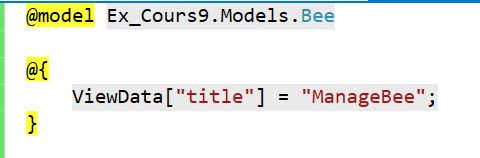 @model Ex_Cours9.Models.Bee
@{
ViewData["title"] = "ManageBee";
}